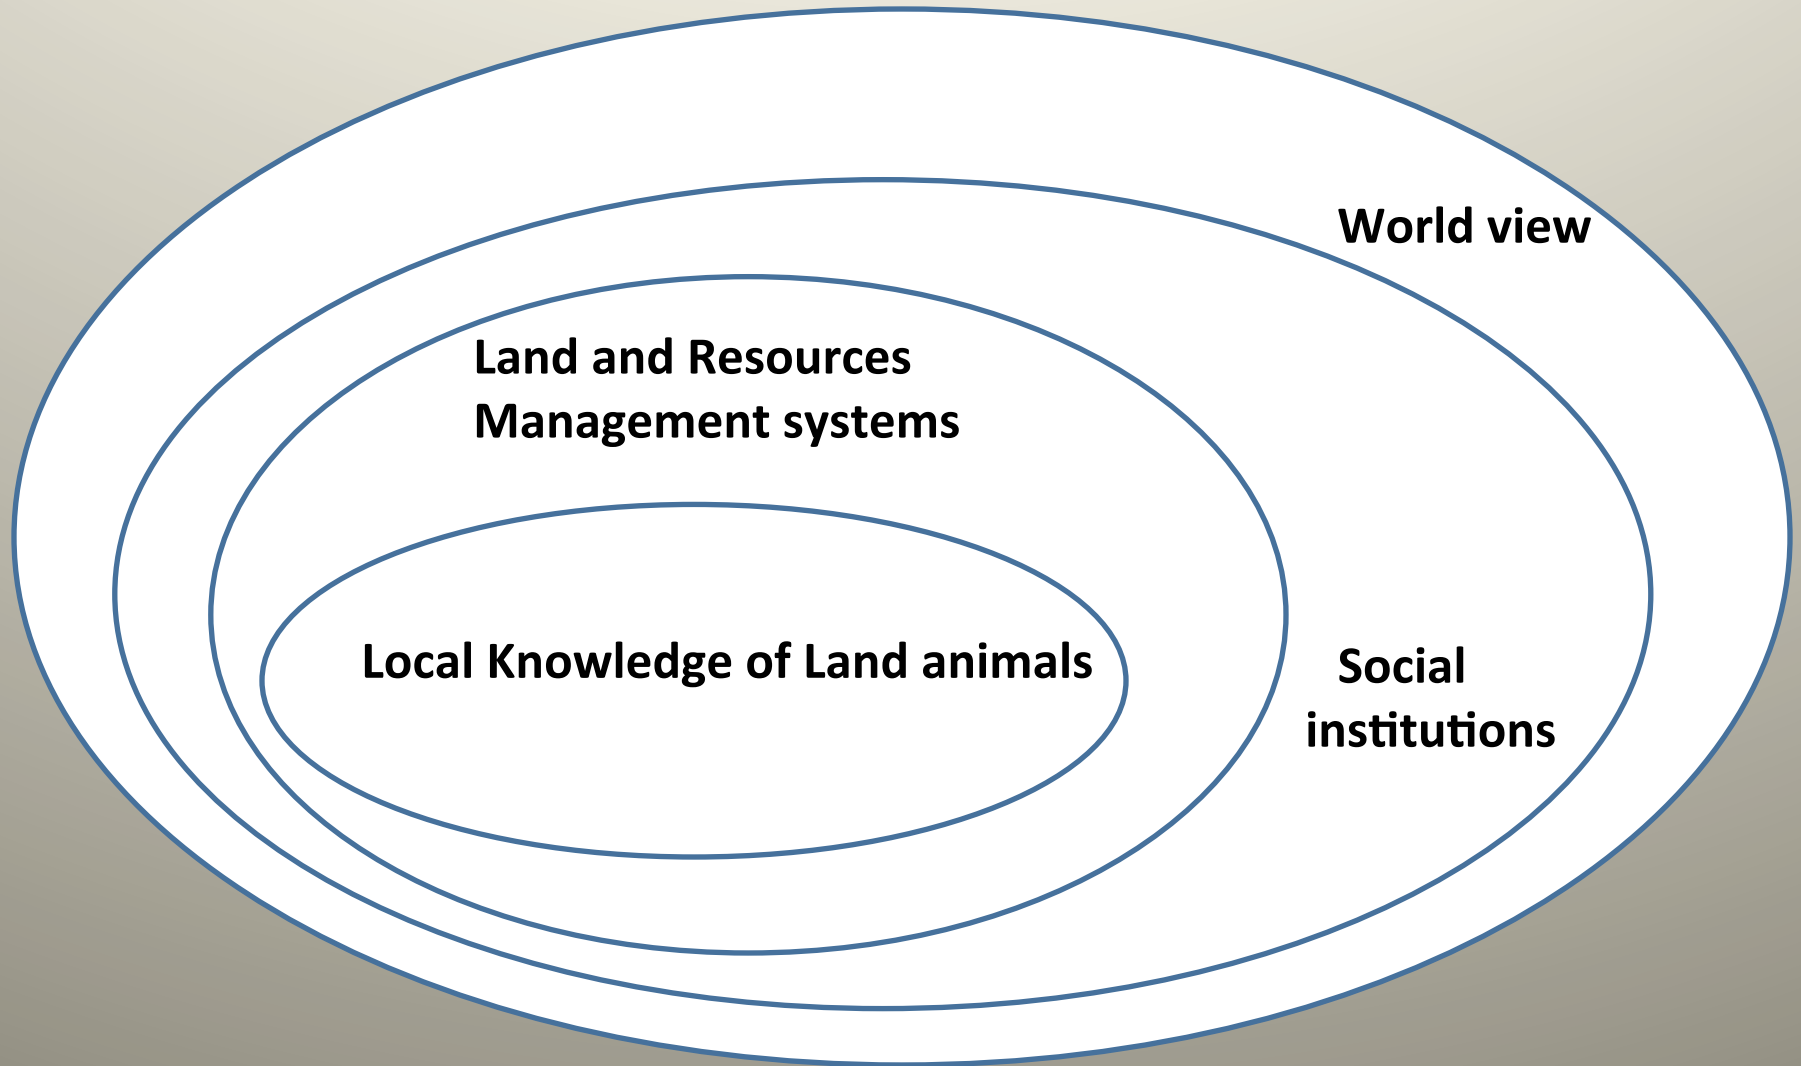 World view
Land and Resources
Management systems
Local Knowledge of Land animals
Social
institutions